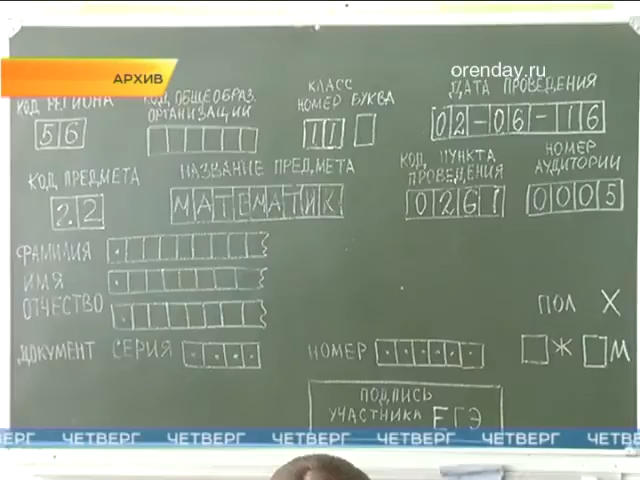 orenday.ru
АРХИВ
КОД РЕГИОНА
КОД ОБЩЕОБРАЗ. ОРГАНИЗАЦИИ
КЛАСС
НОМЕР БУКВА
ДАТА ПРОВЕДЕНИЯ
56
11
02-06-16
КОД ПРЕДМЕТА
НАЗВАНИЕ ПРЕДМЕТА
КОД ПУНКТА ПРОВЕДЕНИЯ
НОМЕР АУДИТОРИИ
22
МАТЕМАТИК
0261
0005
ФАМИЛИЯ
ИМЯ
ОТЧЕСТВО
ПОЛ Х
ДОКУМЕНТ СЕРИЯ
НОМЕР
Ж М
ПОДПИСЬ
УЧАСТНИКА ЕГЭ
ВЕРГ ЧЕТВЕРГ ЧЕТВЕРГ ЧЕТВЕРГ ЧЕТВЕРГ ЧЕТВЕРГ ЧЕТВЕ